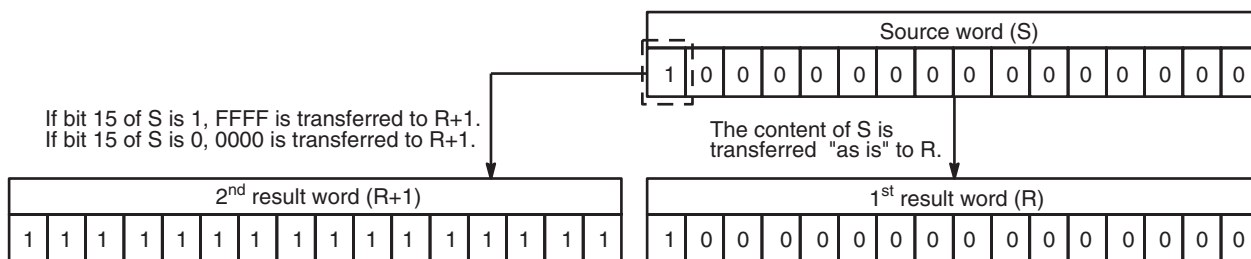 Source word (S)
1 0 0 0 0 0 0 0 0 0 0 0 0 0 0 0
If bit 15 of S is 1, FFFF is transferred to R+1.
If bit 15 of S is 0, 0000 is transferred to R+1.
The content of S is
transferred "as is" to R.
2nd result word (R+1)
1 1 1 1 1 1 1 1 1 1 1 1 1 1 1 1
1st result word (R)
1 0 0 0 0 0 0 0 0 0 0 0 0 0 0 0